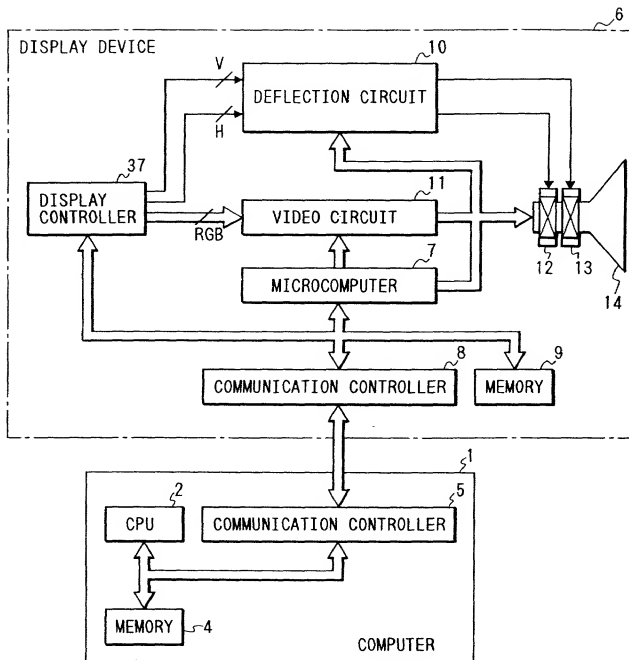 6
DISPLAY DEVICE
10
V
DEFLECTION CIRCUIT
H
37
DISPLAY
CONTROLLER
11
RGB
VIDEO CIRCUIT
12
13
14
7
MICROCOMPUTER
8
9
COMMUNICATION CONTROLLER
MEMORY
1
2
5
CPU
COMMUNICATION CONTROLLER
MEMORY
4
COMPUTER